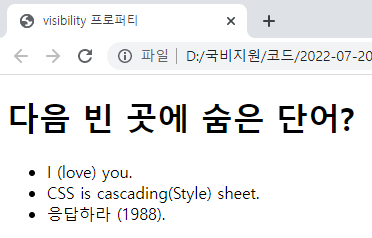 visibility 프로퍼티
파일 | D:/국비지원/코드/2022-07-20
다음 빈 곳에 숨은 단어?
• I (love) you.
• CSS is cascading(Style) sheet.
• 응답하라 (1988).